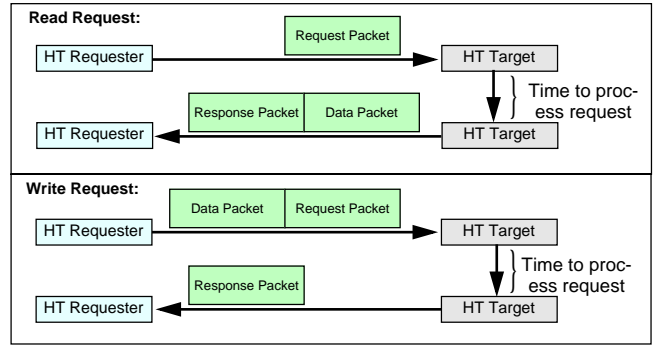 Read Request:
Request Packet
HT Requester
HT Target
Time to proc-
ess request
Response Packet
Data Packet
HT Requester
HT Target
Write Request:
Data Packet
Request Packet
HT Requester
HT Target
Time to proc-
ess request
Response Packet
HT Requester
HT Target